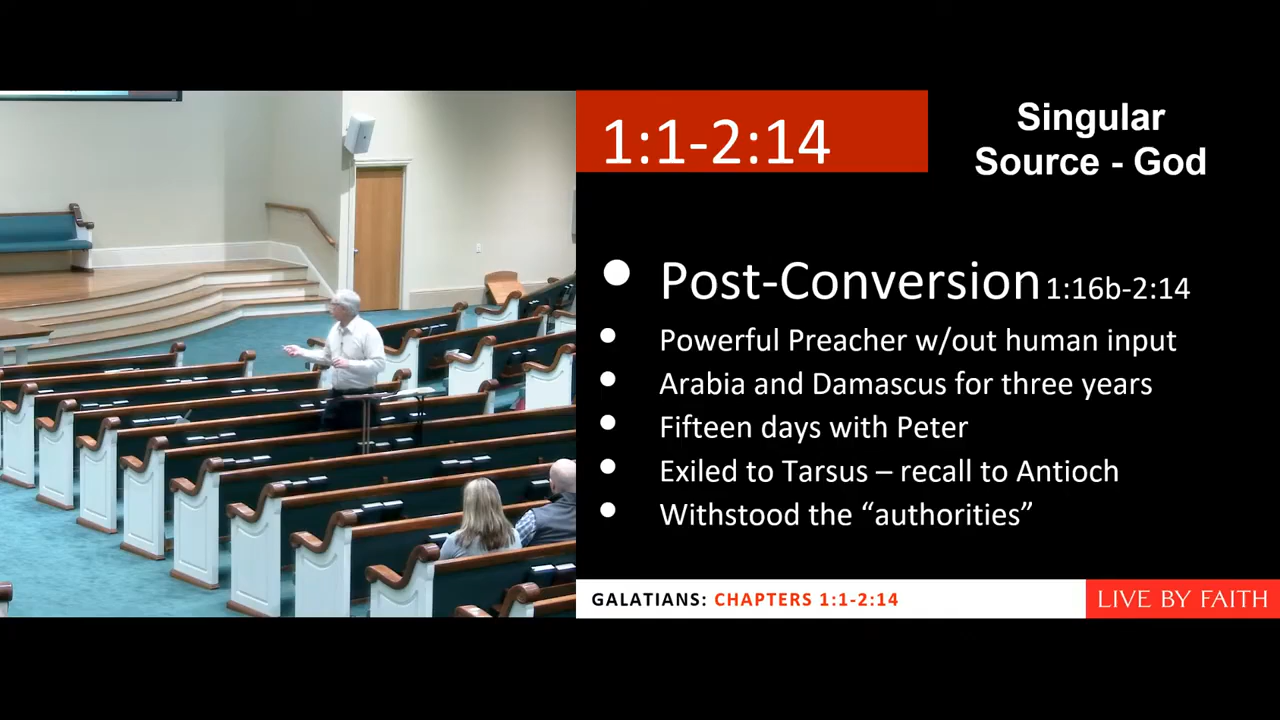 1:1-2:14
Singular
Source - God
• Post-Conversion 1:16b-2:14
• Powerful Preacher w/out human input
• Arabia and Damascus for three years
• Fifteen days with Peter
• Exiled to Tarsus – recall to Antioch
• Withstood the “authorities”
GALATIANS: CHAPTERS 1:1-2:14
LIVE BY FAITH